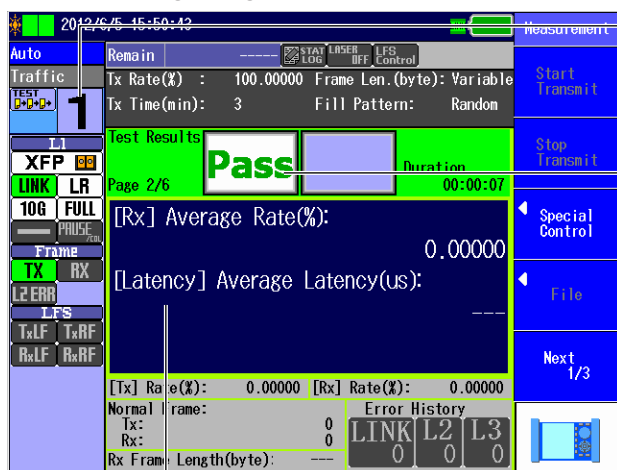 2012/6/5 15:50:43
Measurement
Auto
Remain -----
STAT LOG
LASER OFF
LFS Control
Traffic
Tx Rate(%) : 100.00000 Frame Len.(byte): Variable
Tx Time(min): 3 Fill Pattern: Random
TEST
1
Start Transmit
Test Results
Pass
Duration
00:00:07
Page 2/6
Stop Transmit
L1
XFP
LINK LR
10G FULL
PAUSE/COL
Frame
TX RX
L2 ERR
LFS
TxLF TxRF
RxLF RxRF
[Rx] Average Rate(%):
0.00000
[Latency] Average Latency(us):
---
Special Control
File
Next
1/3
[Tx] Rate(%): 0.00000 [Rx] Rate(%): 0.00000
Normal Frame:
Tx: 0
Rx: 0
Rx Frame Length(byte): ---
Error History
LINK L2 L3
0 0 0